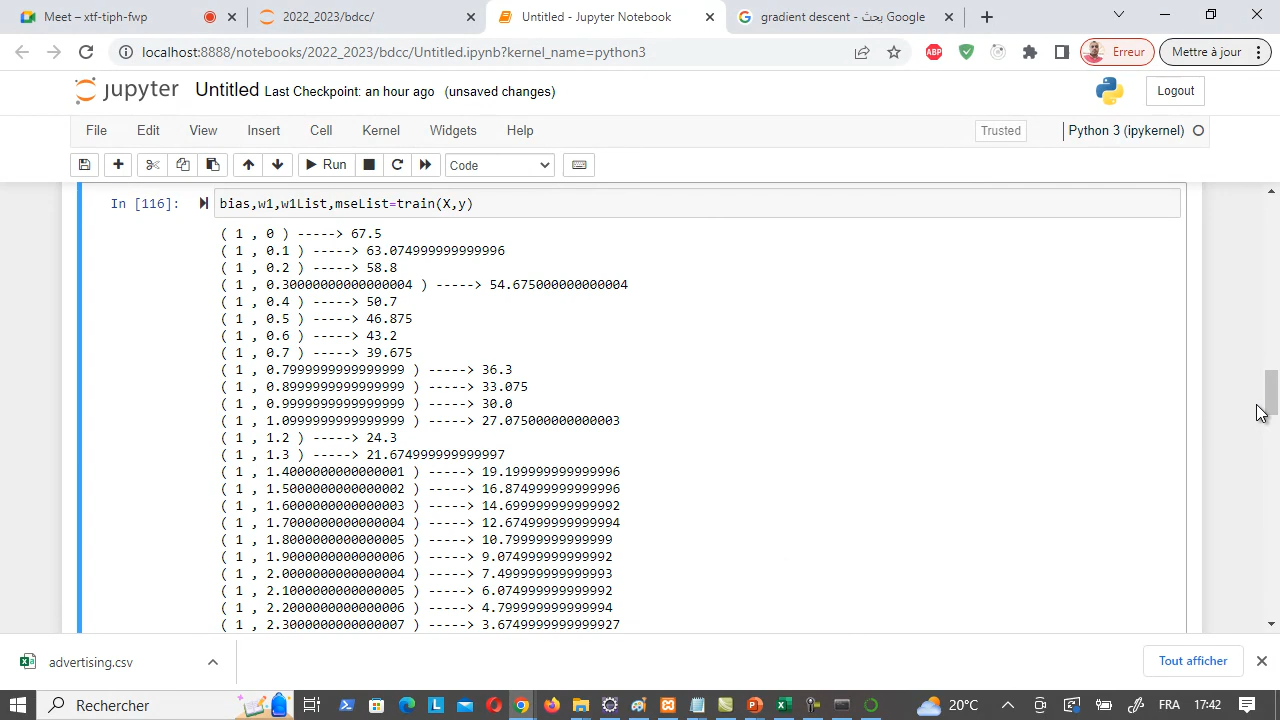 Meet – xtf-tiph-fwp
2022_2023/bdcc/
Untitled - Jupyter Notebook
gradient descent - بحث Google
localhost:8888/notebooks/2022_2023/bdcc/Untitled.ipynb?kernel_name=python3
ABP
Erreur
Mettre à jour
jupyter
Untitled Last Checkpoint: an hour ago (unsaved changes)
Logout
File Edit View Insert Cell Kernel Widgets Help
Trusted
Python 3 (ipykernel)
Run
Code
In [116]: bias,w1,w1List,mseList=train(X,y)
( 1 , 0 ) -----> 67.5
( 1 , 0.1 ) -----> 63.074999999999996
( 1 , 0.2 ) -----> 58.8
( 1 , 0.30000000000000004 ) -----> 54.675000000000004
( 1 , 0.4 ) -----> 50.7
( 1 , 0.5 ) -----> 46.875
( 1 , 0.6 ) -----> 43.2
( 1 , 0.7 ) -----> 39.675
( 1 , 0.7999999999999999 ) -----> 36.3
( 1 , 0.8999999999999999 ) -----> 33.075
( 1 , 0.9999999999999999 ) -----> 30.0
( 1 , 1.0999999999999999 ) -----> 27.075000000000003
( 1 , 1.2 ) -----> 24.3
( 1 , 1.3 ) -----> 21.674999999999997
( 1 , 1.4000000000000001 ) -----> 19.199999999999996
( 1 , 1.5000000000000002 ) -----> 16.874999999999996
( 1 , 1.6000000000000003 ) -----> 14.699999999999992
( 1 , 1.7000000000000004 ) -----> 12.674999999999994
( 1 , 1.8000000000000005 ) -----> 10.79999999999999
( 1 , 1.9000000000000006 ) -----> 9.074999999999992
( 1 , 2.0000000000000004 ) -----> 7.499999999999993
( 1 , 2.1000000000000005 ) -----> 6.074999999999992
( 1 , 2.2000000000000006 ) -----> 4.799999999999994
( 1 , 2.3000000000000007 ) -----> 3.6749999999999927
advertising.csv
Tout afficher
Rechercher
20°C
FRA
17:42